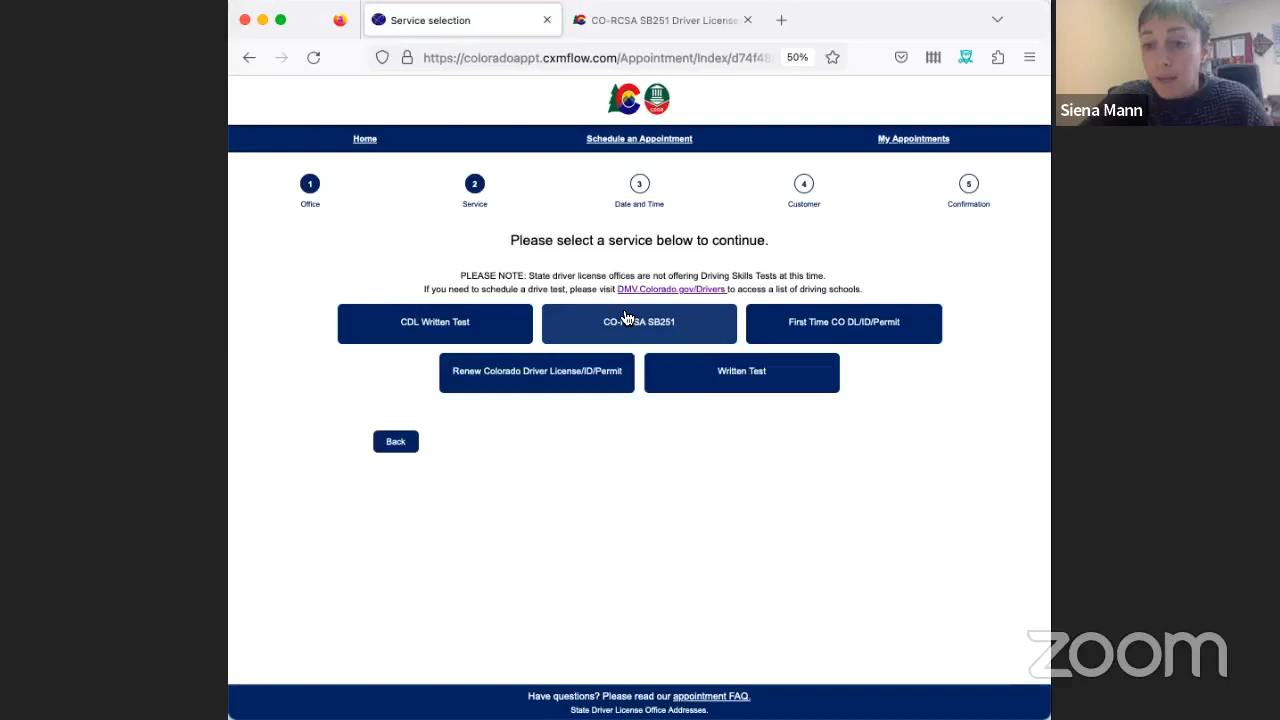 Service selection
CO-RCSA SB251 Driver License
https://coloradoappt.cxmflow.com/Appointment/Index/d74f48
50%
Siena Mann
Home
Schedule an Appointment
My Appointments
1
2
3
4
5
Office
Service
Date and Time
Customer
Confirmation
Please select a service below to continue.
PLEASE NOTE: State driver license offices are not offering Driving Skills Tests at this time.
If you need to schedule a drive test, please visit DMV.Colorado.gov/Drivers to access a list of driving schools.
CDL Written Test
CO-RCSA SB251
First Time CO DL/ID/Permit
Renew Colorado Driver License/ID/Permit
Written Test
Back
zoom
Have questions? Please read our appointment FAQ.
State Driver License Office Addresses.